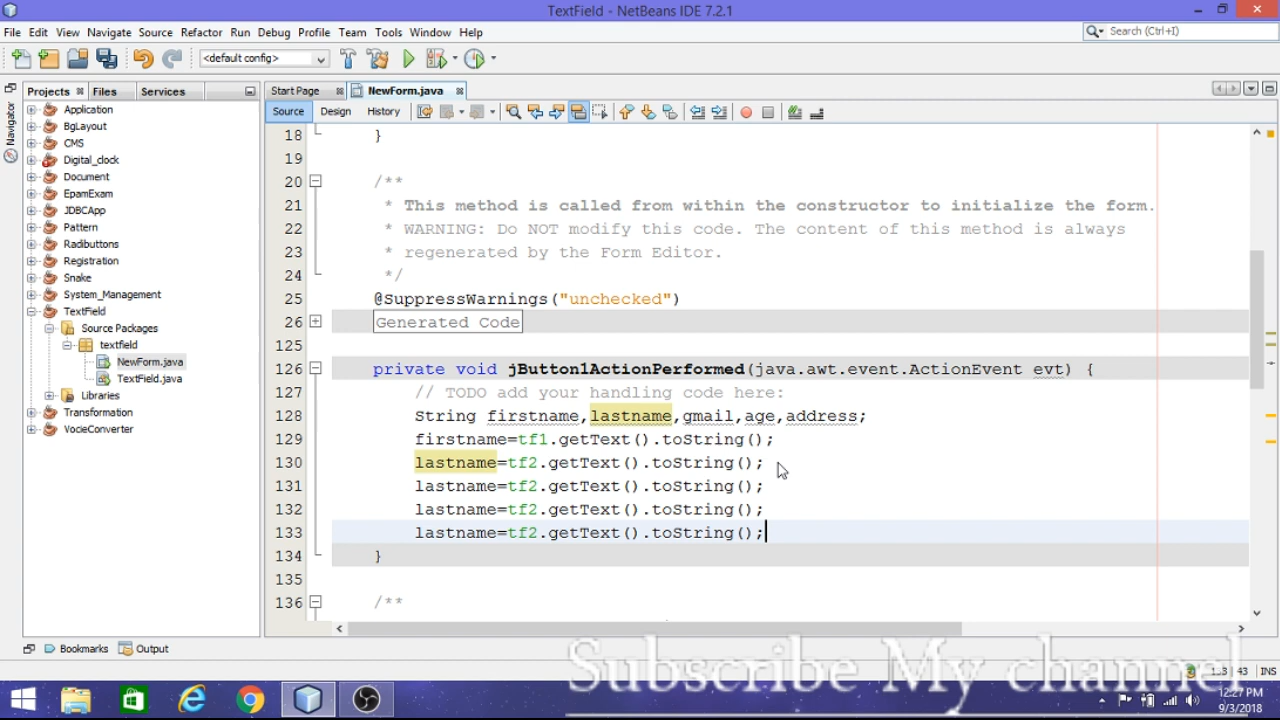 TextField - NetBeans IDE 7.2.1
File Edit View Navigate Source Refactor Run Debug Profile Team Tools Window Help
Search (Ctrl+I)
<default config>
Projects Files Services
Start Page NewForm.java
Source Design History
Navigator
Application
BgLayout
CMS
Digital_clock
Document
EpamExam
JDBCApp
Pattern
Radibuttons
Registration
Snake
System_Management
TextField
Source Packages
textfield
NewForm.java
TextField.java
Libraries
Transformation
VocieConverter
18 }
19
20 /**
21 * This method is called from within the constructor to initialize the form.
22 * WARNING: Do NOT modify this code. The content of this method is always
23 * regenerated by the Form Editor.
24 */
25 @SuppressWarnings("unchecked")
26 Generated Code
125
126 private void jButton1ActionPerformed(java.awt.event.ActionEvent evt) {
127 // TODO add your handling code here:
128 String firstname,lastname,gmail,age,address;
129 firstname=tf1.getText().toString();
130 lastname=tf2.getText().toString();
131 lastname=tf2.getText().toString();
132 lastname=tf2.getText().toString();
133 lastname=tf2.getText().toString();
134 }
135
136 /**
Bookmarks Output
Subscribe My channel
43 INS
12:27 PM
9/3/2018